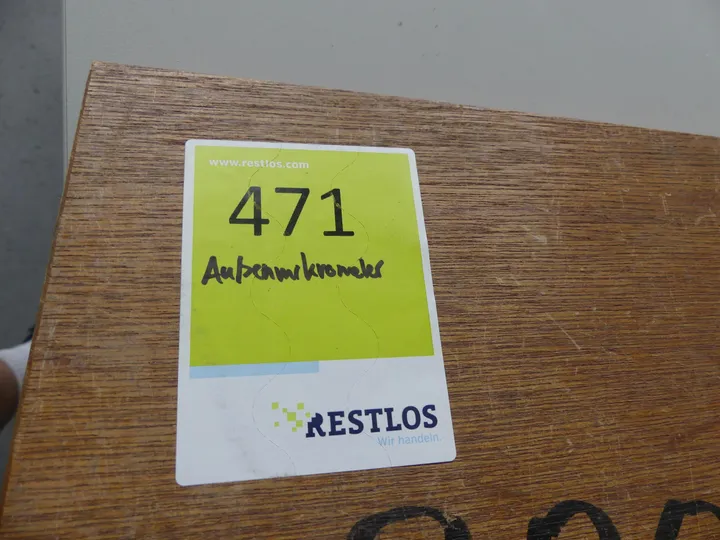 www.restlos.com
471
Außenmikrometer
RESTLOS
Wir handeln